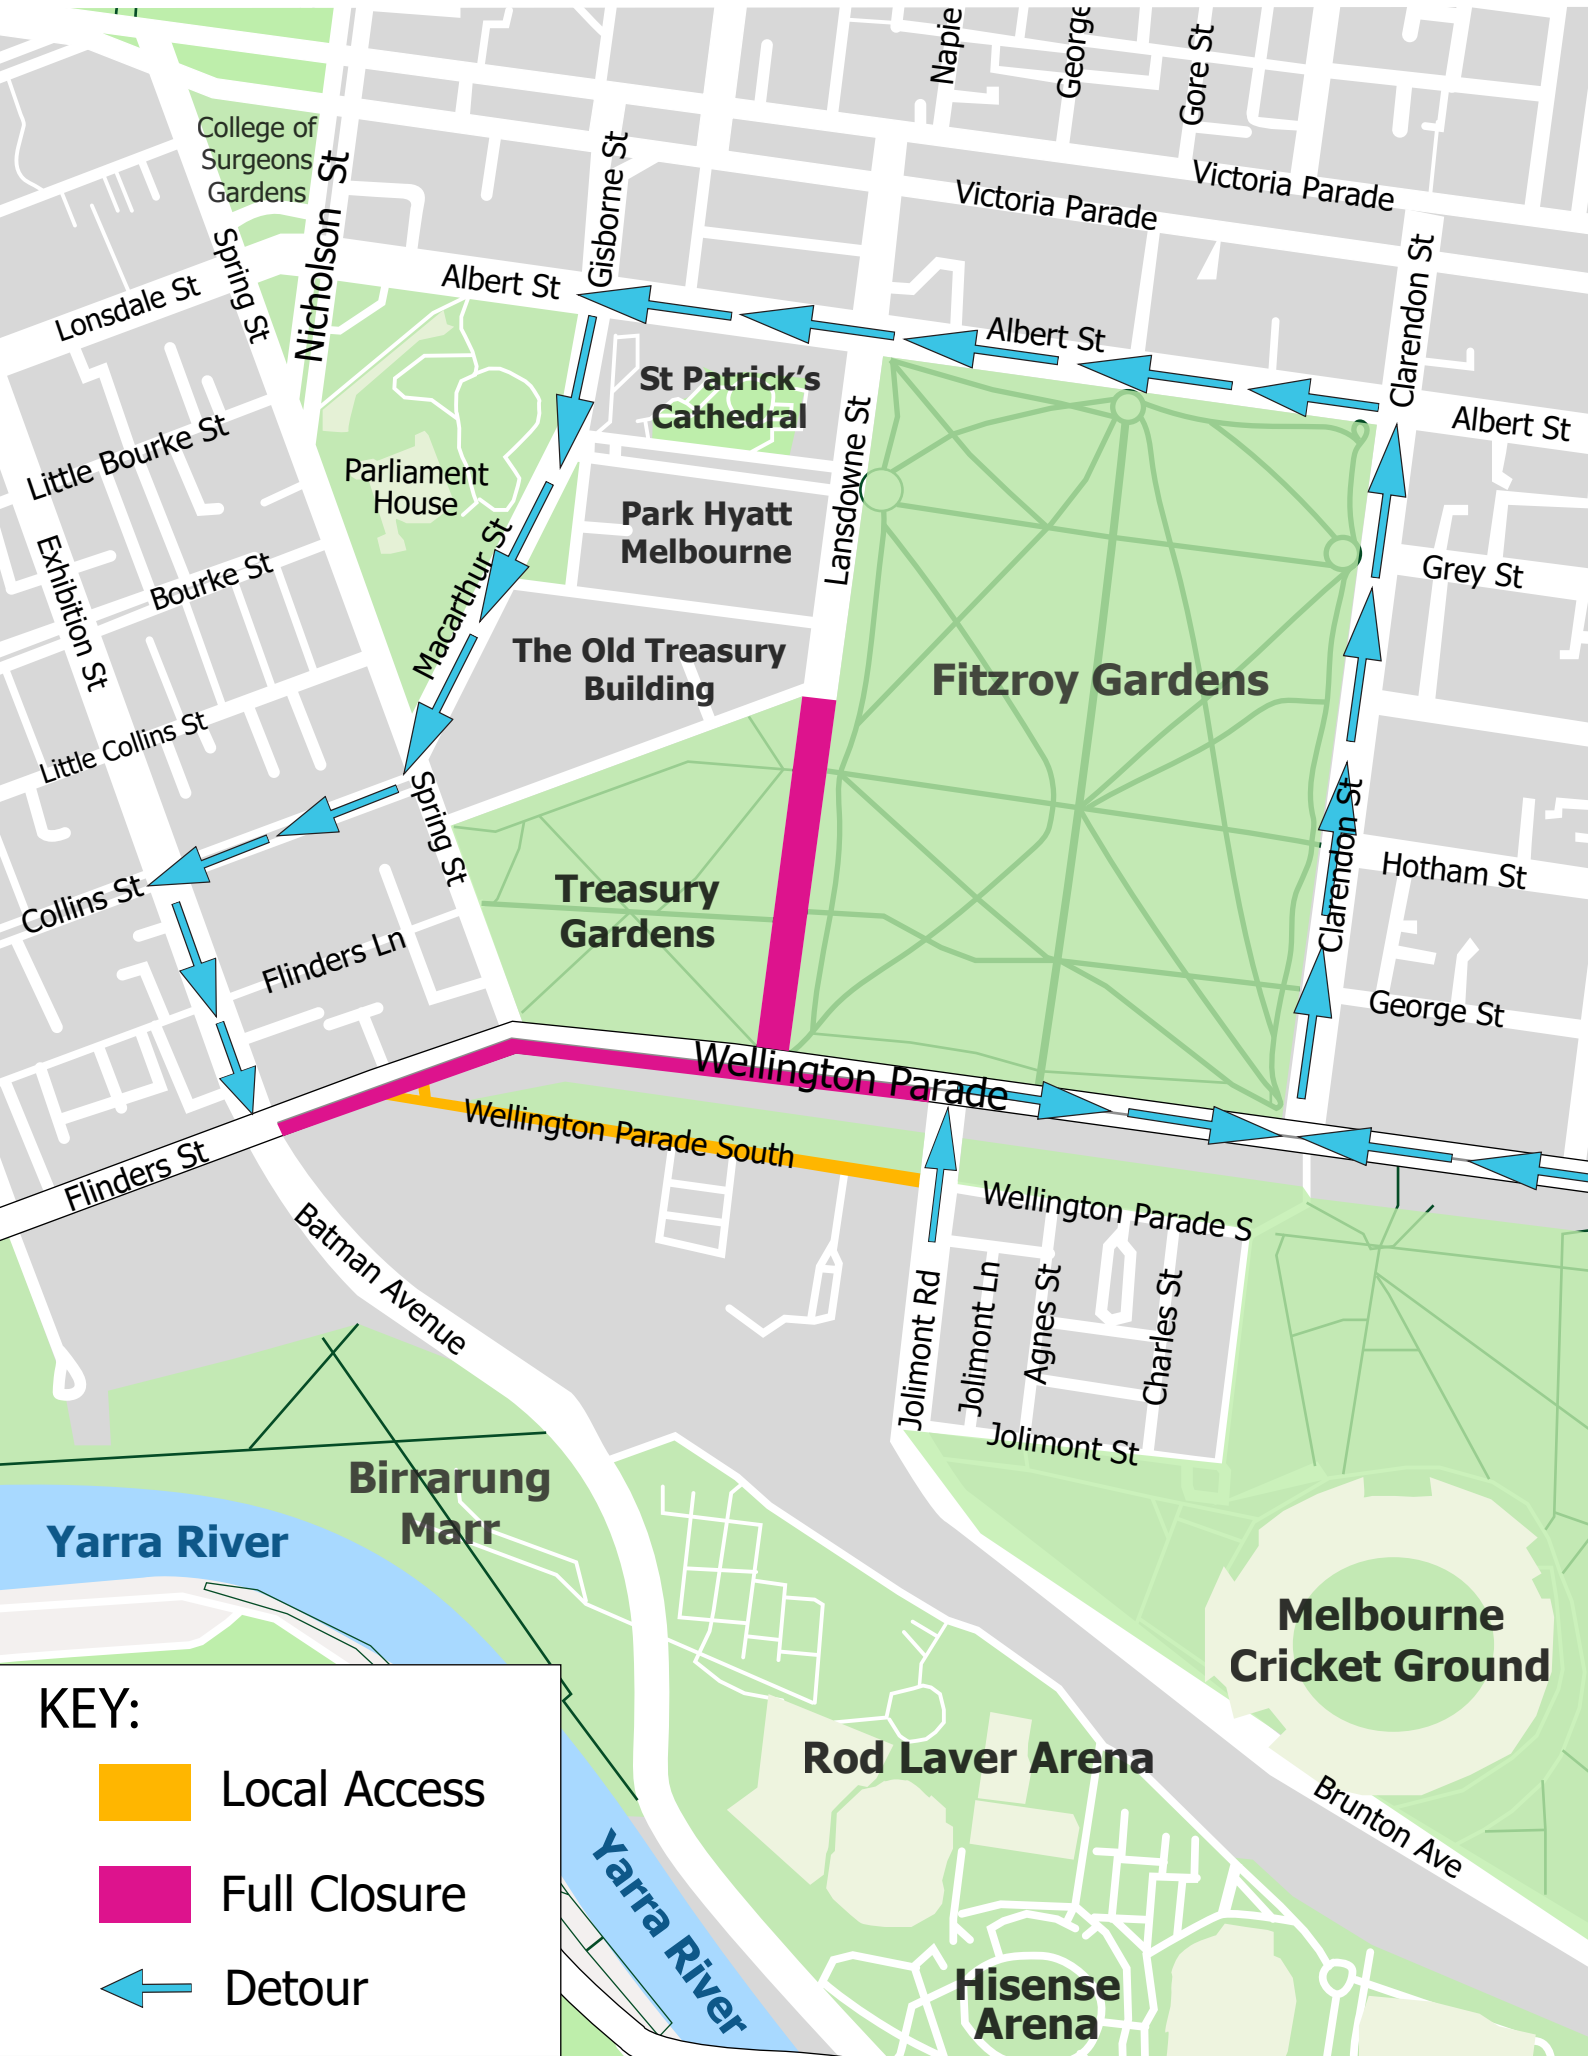 Napie
George
Gore St
College of
Surgeons
Gardens
Nicholson St
Gisborne St
Victoria Parade
Victoria Parade
Spring St
Lonsdale St
Albert St
Albert St
Clarendon St
Albert St
St Patrick's
Cathedral
Lansdowne St
Little Bourke St
Parliament
House
Park Hyatt
Melbourne
Macarthur St
Exhibition St
Bourke St
Grey St
The Old Treasury
Building
Fitzroy Gardens
Little Collins St
Spring St
Clarendon St
Hotham St
Collins St
Treasury
Gardens
Flinders Ln
George St
Wellington Parade
Wellington Parade South
Flinders St
Wellington Parade S
Batman Avenue
Jolimont Rd
Jolimont Ln
Agnes St
Charles St
Jolimont St
Birrarung
Marr
Yarra River
Melbourne
Cricket Ground
Rod Laver Arena
Brunton Ave
Yarra River
Hisense
Arena
KEY:
Local Access
Full Closure
Detour